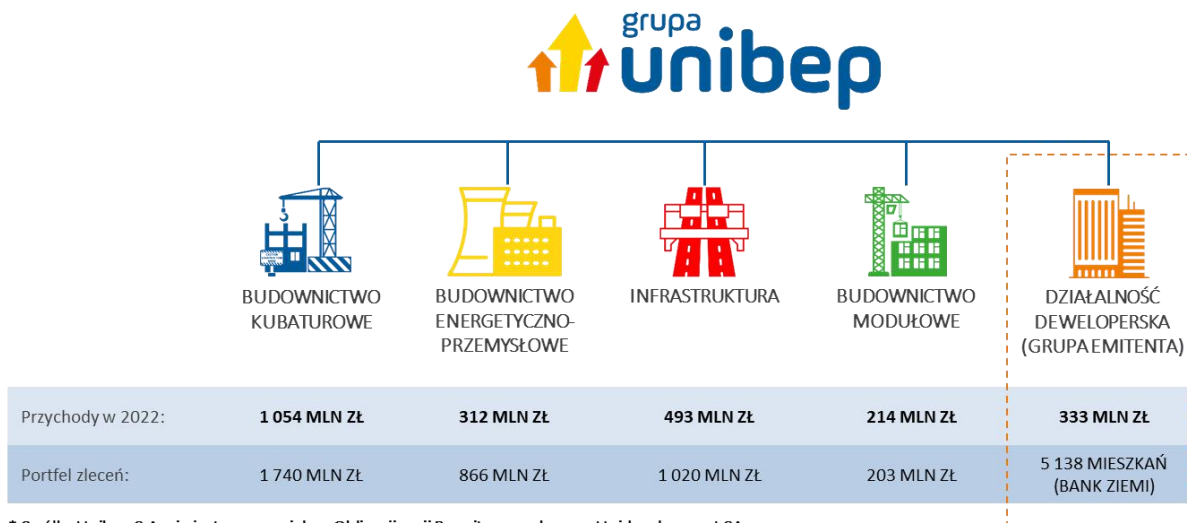 grupa
unibep
BUDOWNICTWO
KUBATUROWE
BUDOWNICTWO
ENERGETYCZNO-
PRZEMYSŁOWE
INFRASTRUKTURA
BUDOWNICTWO
MODUŁOWE
DZIAŁALNOŚĆ
DEWELOPERSKA
(GRUPA EMITENTA)
Przychody w 2022: 1 054 MLN ZŁ 312 MLN ZŁ 493 MLN ZŁ 214 MLN ZŁ 333 MLN ZŁ
Portfel zleceń: 1 740 MLN ZŁ 866 MLN ZŁ 1 020 MLN ZŁ 203 MLN ZŁ 5 138 MIESZKAŃ
(BANK ZIEMI)